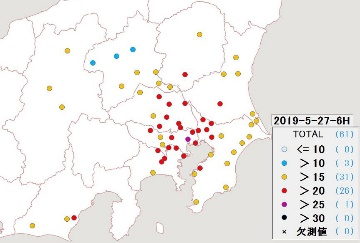 2019-5-27-6H
TOTAL (61)
<= 10 ( 0)
> 10 ( 3)
> 15 (31)
> 20 (26)
> 25 ( 1)
> 30 ( 0)
× 欠測値 ( 0)